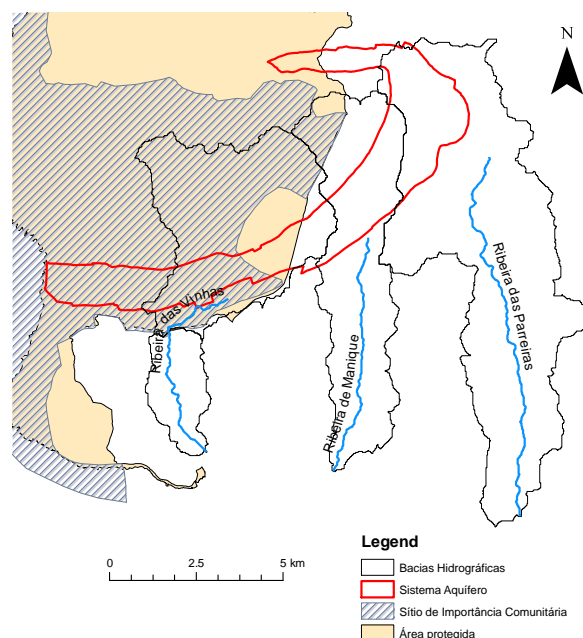 N
Ribeira das Vinhas
Ribeira de Manique
Ribeira das Parreiras
0 2.5 5 km
Legend
Bacias Hidrográficas
Sistema Aquífero
Sítio de Importância Comunitária
Área protegida